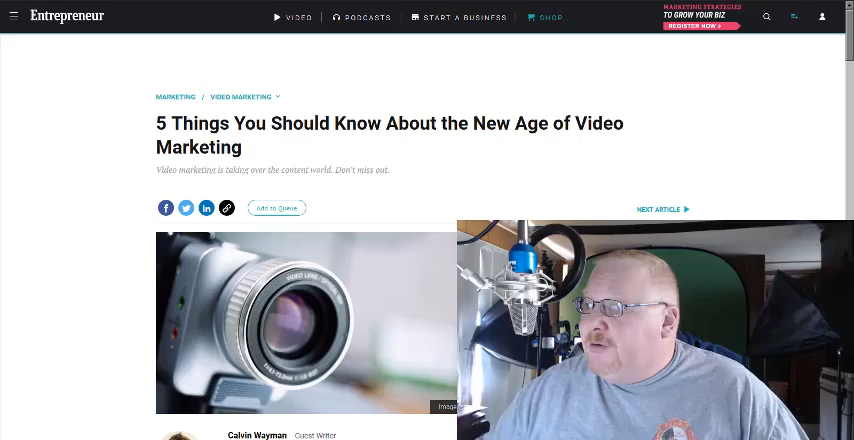 Entrepreneur
VIDEO
PODCASTS
START A BUSINESS
SHOP
MARKETING STRATEGIES
TO GROW YOUR BIZ
REGISTER NOW
MARKETING / VIDEO MARKETING
5 Things You Should Know About the New Age of Video
Marketing
Video marketing is taking over the content world. Don't miss out.
Add to Queue
NEXT ARTICLE
VIDEO LENS
Image
Calvin Wayman Guest Writer